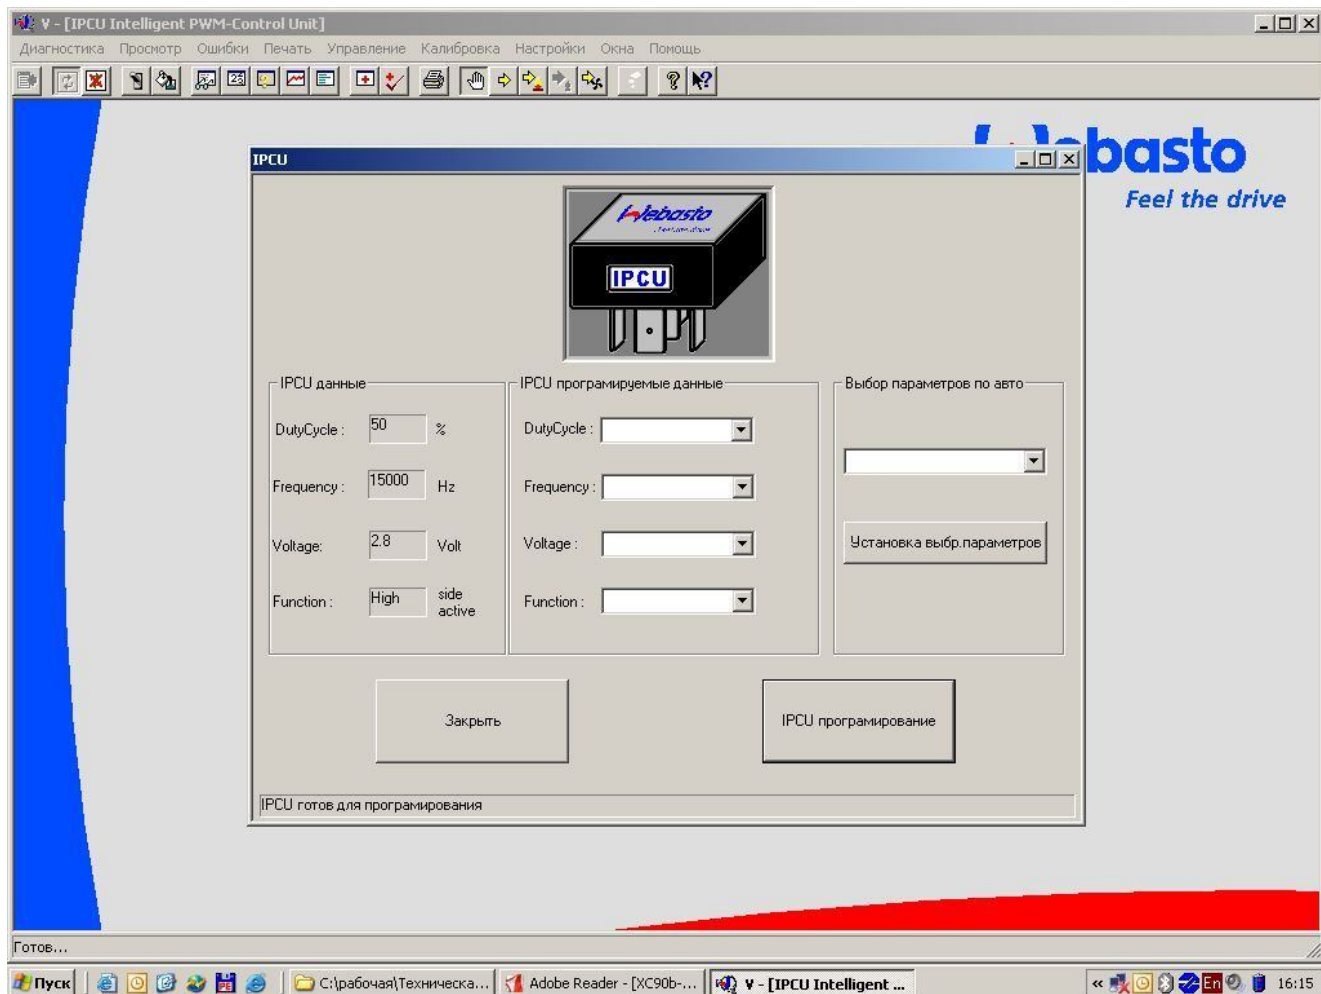 V - [IPCU Intelligent PWM-Control Unit]
Диагностика Просмотр Ошибки Печать Управление Калибровка Настройки Окна Помощь
basto
Feel the drive
IPCU
Webasto
IPCU
IPCU данные
DutyCycle : 50 %
Frequency : 15000 Hz
Voltage: 2.8 Volt
Function : High side active
IPCU програмируемые данные
DutyCycle :
Frequency :
Voltage :
Function :
Выбор параметров по авто
Установка выбр.параметров
Закрыть
IPCU програмирование
IPCU готов для програмирования
Готов...
Пуск
C:\рабочая\Техническа...
Adobe Reader - [XC90b-...
V - [IPCU Intelligent ...
« En 16:15